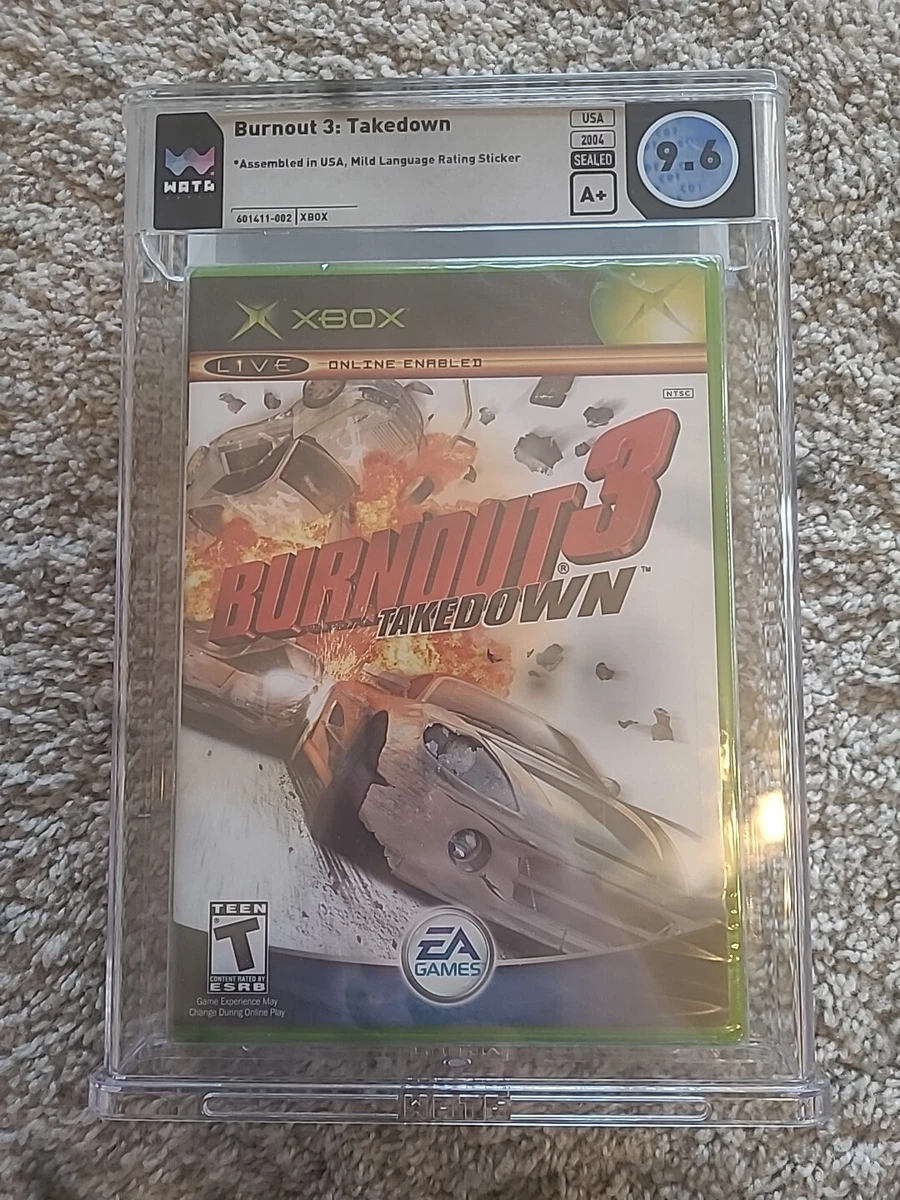 WATA
Burnout 3: Takedown
*Assembled in USA, Mild Language Rating Sticker
601411-002 XBOX
USA
2004
SEALED
A+
9.6
XBOX
LIVE ONLINE ENABLED
NTSC
BURNOUT® 3
TAKEDOWN™
TEEN
T
CONTENT RATED BY
ESRB
Game Experience May
Change During Online Play
EA
GAMES
WATA